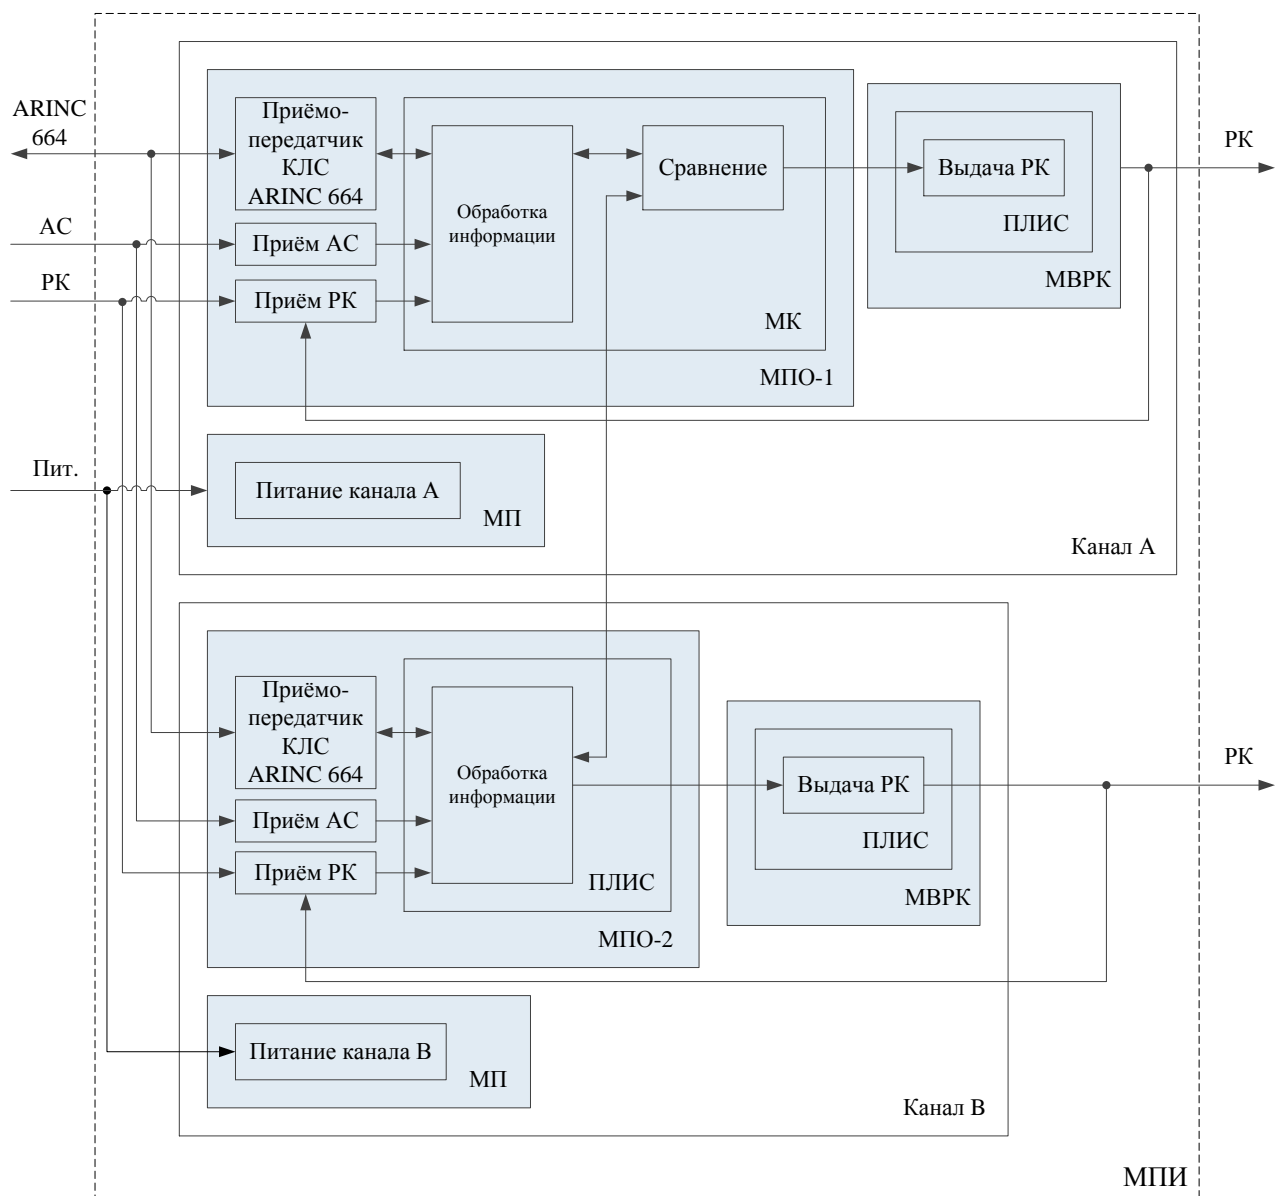 ARINC
664
АС
РК
Пит.
Приёмо-
передатчик
КЛС
ARINC 664
Приём АС
Приём РК
Обработка
информации
Сравнение
МК
МПО-1
Выдача РК
ПЛИС
МВРК
РК
Питание канала А
МП
Канал А
Приёмо-
передатчик
КЛС
ARINC 664
Приём АС
Приём РК
Обработка
информации
ПЛИС
МПО-2
Выдача РК
ПЛИС
МВРК
РК
Питание канала В
МП
Канал В
МПИ